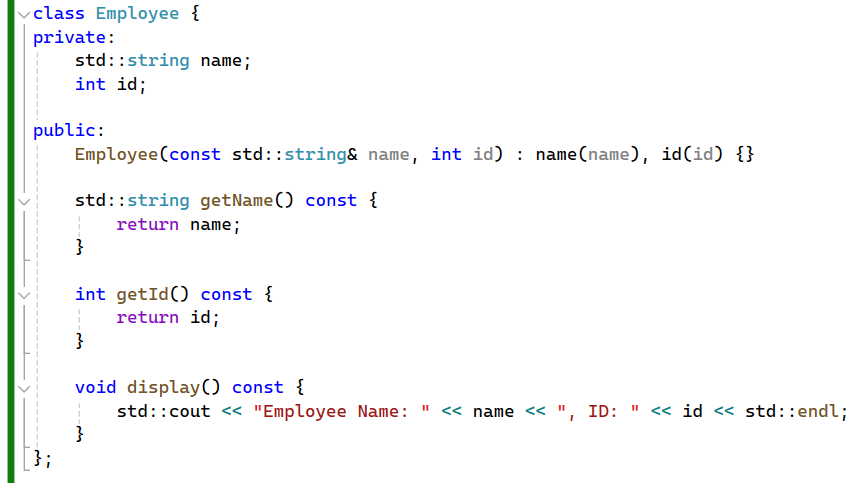 class Employee {
private:
    std::string name;
    int id;

public:
    Employee(const std::string& name, int id) : name(name), id(id) {}

    std::string getName() const {
        return name;
    }

    int getId() const {
        return id;
    }

    void display() const {
        std::cout << "Employee Name: " << name << ", ID: " << id << std::endl;
    }
};